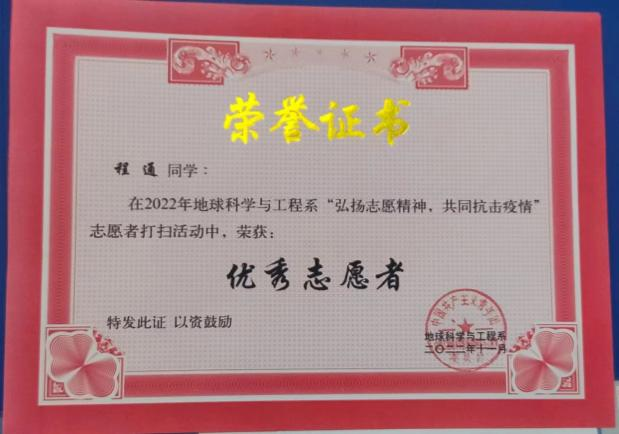 荣誉证书
程通 同学：
在2022年地球科学与工程系“弘扬志愿精神，共同抗击疫情”
志愿者打扫活动中，荣获：
优秀志愿者
特发此证 以资鼓励
地球科学与工程系
二〇二二年十一月